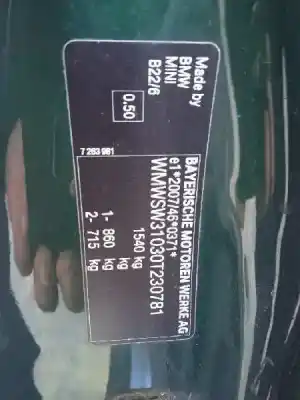 Made by
BMW
MINI
B22/6
0.50
7 263 981
BAYERISCHE MOTOREN WERKE AG
e1*2007/46*0371*
WMWSW31030T230781
1540 kg
1- 860 kg
2- 715 kg